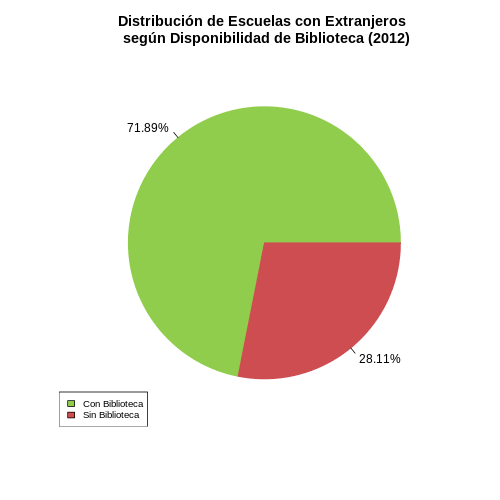 Distribución de Escuelas con Extranjeros
según Disponibilidad de Biblioteca (2012)
71.89%
28.11%
Con Biblioteca
Sin Biblioteca